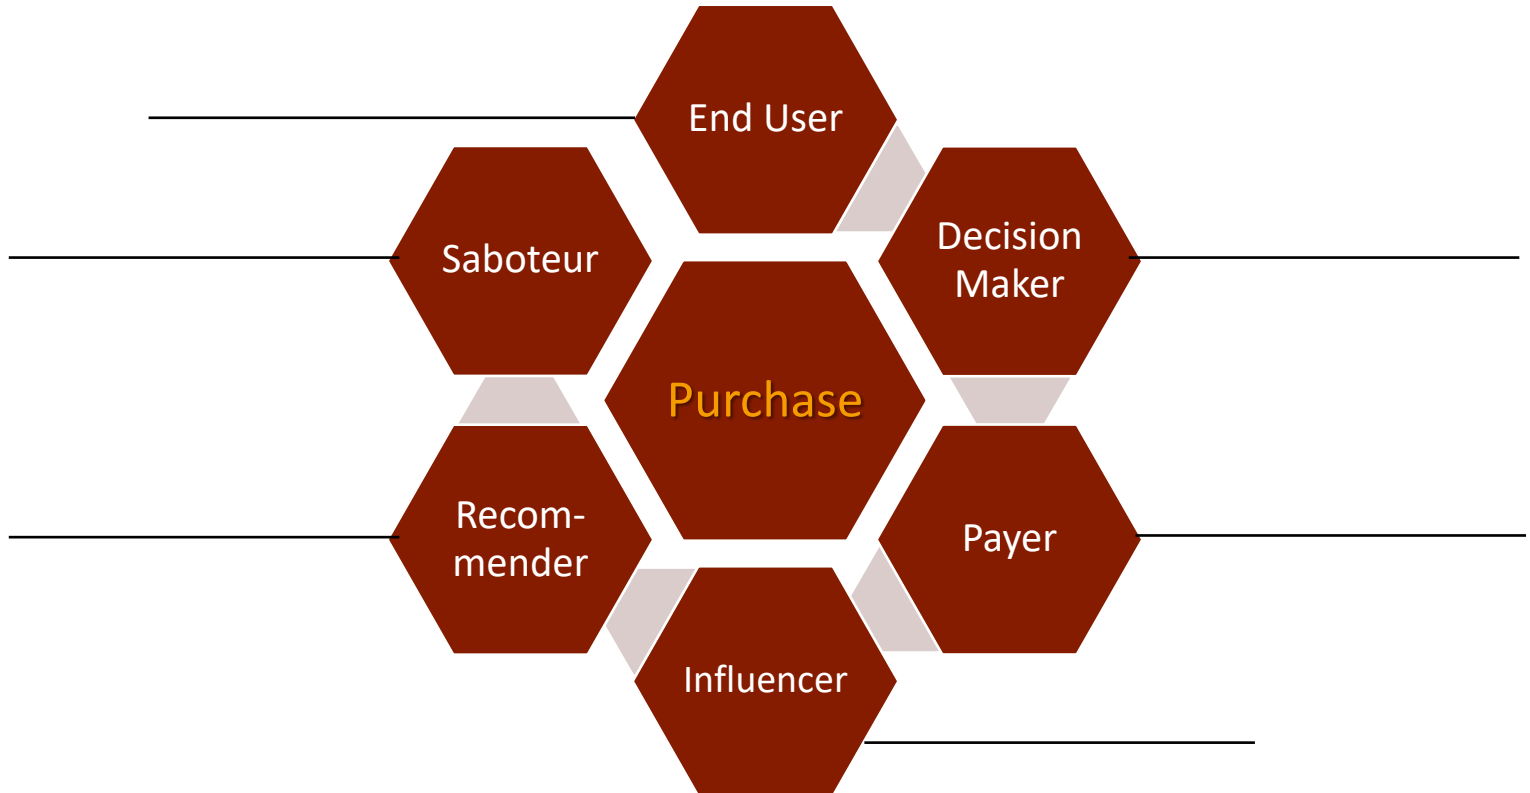 End User
Saboteur
Decision
Maker
Purchase
Recom-
mender
Payer
Influencer